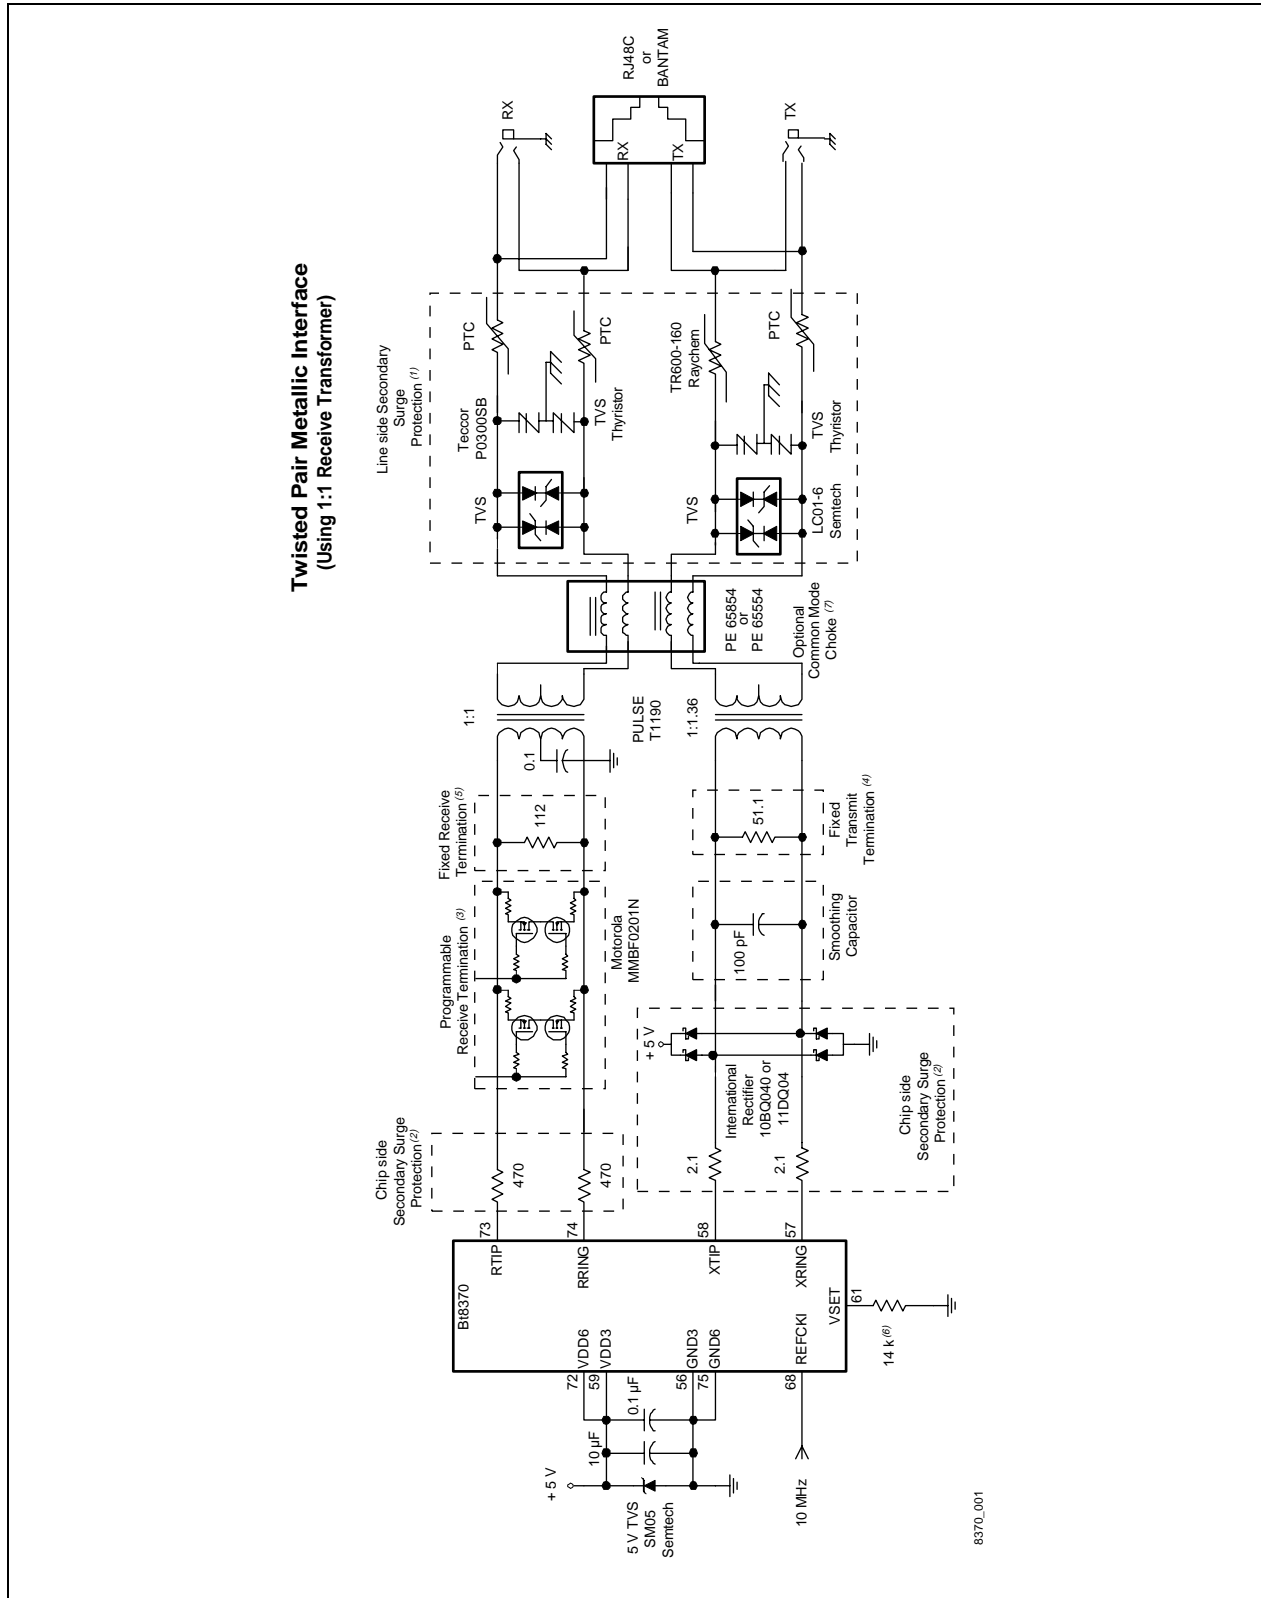 Twisted Pair Metallic Interface
(Using 1:1 Receive Transformer)
RJ48C
or
BANTAM
RX
TX
RX
TX
Line side Secondary
Surge
Protection (1)
PTC
PTC
TR600-160
Raychem
PTC
Teccor
P0300SB
TVS
Thyristor
TVS
Thyristor
TVS
TVS
LC01-6
Semtech
PE 65854
or
PE 65554
Optional
Common Mode
Choke (7)
1:1
PULSE
T1190
1:1.36
0.1
Fixed Receive
Termination (5)
112
51.1
Fixed
Transmit
Termination (4)
Programmable
Receive Termination (3)
Motorola
MMBF0201N
100 pF
Smoothing
Capacitor
+ 5 V
International
Rectifier
10BQ040 or
11DQ04
Chip side
Secondary Surge
Protection (2)
Chip side
Secondary Surge
Protection (2)
470
470
2.1
2.1
73
74
58
57
RTIP
RRING
XTIP
XRING
Bt8370
VSET
61
14 k (6)
VDD6
VDD3
GND3
GND6
REFCKI
72
59
56
75
68
0.1 µF
10 µF
+ 5 V
5 V TVS
SM05
Semtech
10 MHz
8370_001